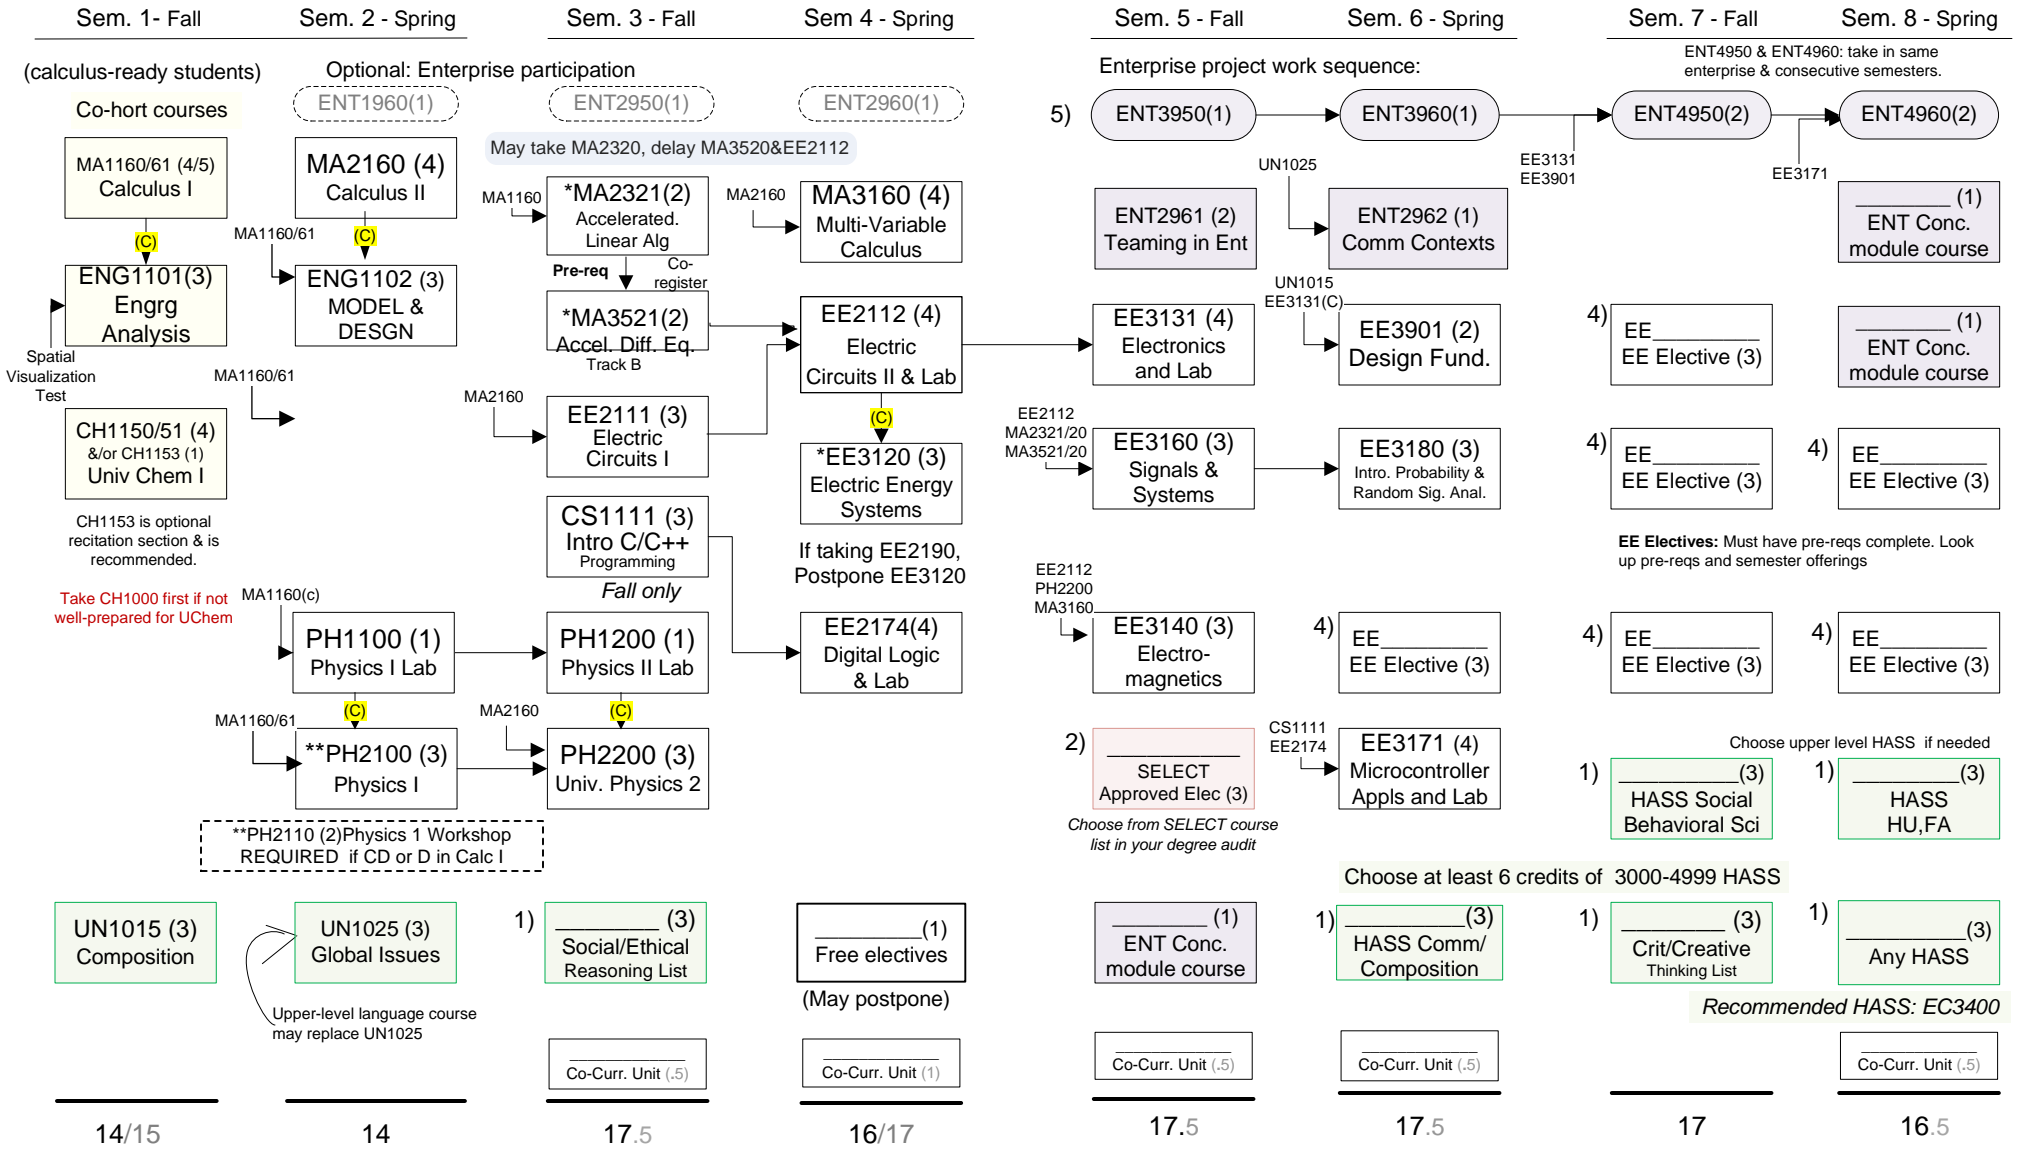 Sem. 1- Fall
Sem. 2 - Spring
Sem. 3 - Fall
Sem 4 - Spring
Sem. 5 - Fall
Sem. 6 - Spring
Sem. 7 - Fall
Sem. 8 - Spring
(calculus-ready students)
Co-hort courses
MA1160/61 (4/5)
Calculus I
(C)
ENG1101(3)
Engrg
Analysis
Spatial
Visualization
Test
CH1150/51 (4)
&/or CH1153 (1)
Univ Chem I
CH1153 is optional
recitation section & is
recommended.
Take CH1000 first if not
well-prepared for UChem
UN1015 (3)
Composition
14/15
Optional: Enterprise participation
ENT1960(1)
MA2160 (4)
Calculus II
(C)
MA1160/61
ENG1102 (3)
MODEL &
DESGN
MA1160/61
MA1160(c)
PH1100 (1)
Physics I Lab
(C)
MA1160/61
**PH2100 (3)
Physics I
**PH2110 (2)Physics 1 Workshop
REQUIRED if CD or D in Calc I
UN1025 (3)
Global Issues
Upper-level language course
may replace UN1025
14
ENT2950(1)
May take MA2320, delay MA3520&EE2112
MA1160
*MA2321(2)
Accelerated.
Linear Alg
Pre-req
Co-
register
*MA3521(2)
Accel. Diff. Eq.
Track B
MA2160
EE2111 (3)
Electric
Circuits I
CS1111 (3)
Intro C/C++
Programming
Fall only
PH1200 (1)
Physics II Lab
(C)
MA2160
PH2200 (3)
Univ. Physics 2
1)
_________ (3)
Social/Ethical
Reasoning List
___________
Co-Curr. Unit (.5)
17.5
ENT2960(1)
MA2160
MA3160 (4)
Multi-Variable
Calculus
EE2112 (4)
Electric
Circuits II & Lab
(C)
*EE3120 (3)
Electric Energy
Systems
If taking EE2190,
Postpone EE3120
EE2174(4)
Digital Logic
& Lab
__________(1)
Free electives
(May postpone)
___________
Co-Curr. Unit (1)
16/17
Enterprise project work sequence:
5)
ENT3950(1)
ENT2961 (2)
Teaming in Ent
EE3131 (4)
Electronics
and Lab
EE2112
MA2321/20
MA3521/20
EE3160 (3)
Signals &
Systems
EE2112
PH2200
MA3160
EE3140 (3)
Electro-
magnetics
2)
____________
SELECT
Approved Elec (3)
Choose from SELECT course
list in your degree audit
_________ (1)
ENT Conc.
module course
___________
Co-Curr. Unit (.5)
17.5
ENT3960(1)
UN1025
ENT2962 (1)
Comm Contexts
UN1015
EE3131(C)
EE3901 (2)
Design Fund.
EE3180 (3)
Intro. Probability &
Random Sig. Anal.
4)
EE__________
EE Elective (3)
CS1111
EE2174
EE3171 (4)
Microcontroller
Appls and Lab
Choose at least 6 credits of 3000-4999 HASS
1)
___________(3)
HASS Comm/
Composition
___________
Co-Curr. Unit (.5)
17.5
ENT4950 & ENT4960: take in same
enterprise & consecutive semesters.
ENT4950(2)
EE3131
EE3901
4)
EE__________
EE Elective (3)
4)
EE__________
EE Elective (3)
EE Electives: Must have pre-reqs complete. Look
up pre-reqs and semester offerings
4)
EE__________
EE Elective (3)
Choose upper level HASS if needed
1)
___________(3)
HASS Social
Behavioral Sci
1)
_________ (3)
Crit/Creative
Thinking List
17
ENT4960(2)
EE3171
_________ (1)
ENT Conc.
module course
_________ (1)
ENT Conc.
module course
4)
EE__________
EE Elective (3)
4)
EE__________
EE Elective (3)
1)
__________(3)
HASS
HU,FA
1)
___________(3)
Any HASS
Recommended HASS: EC3400
___________
Co-Curr. Unit (.5)
16.5